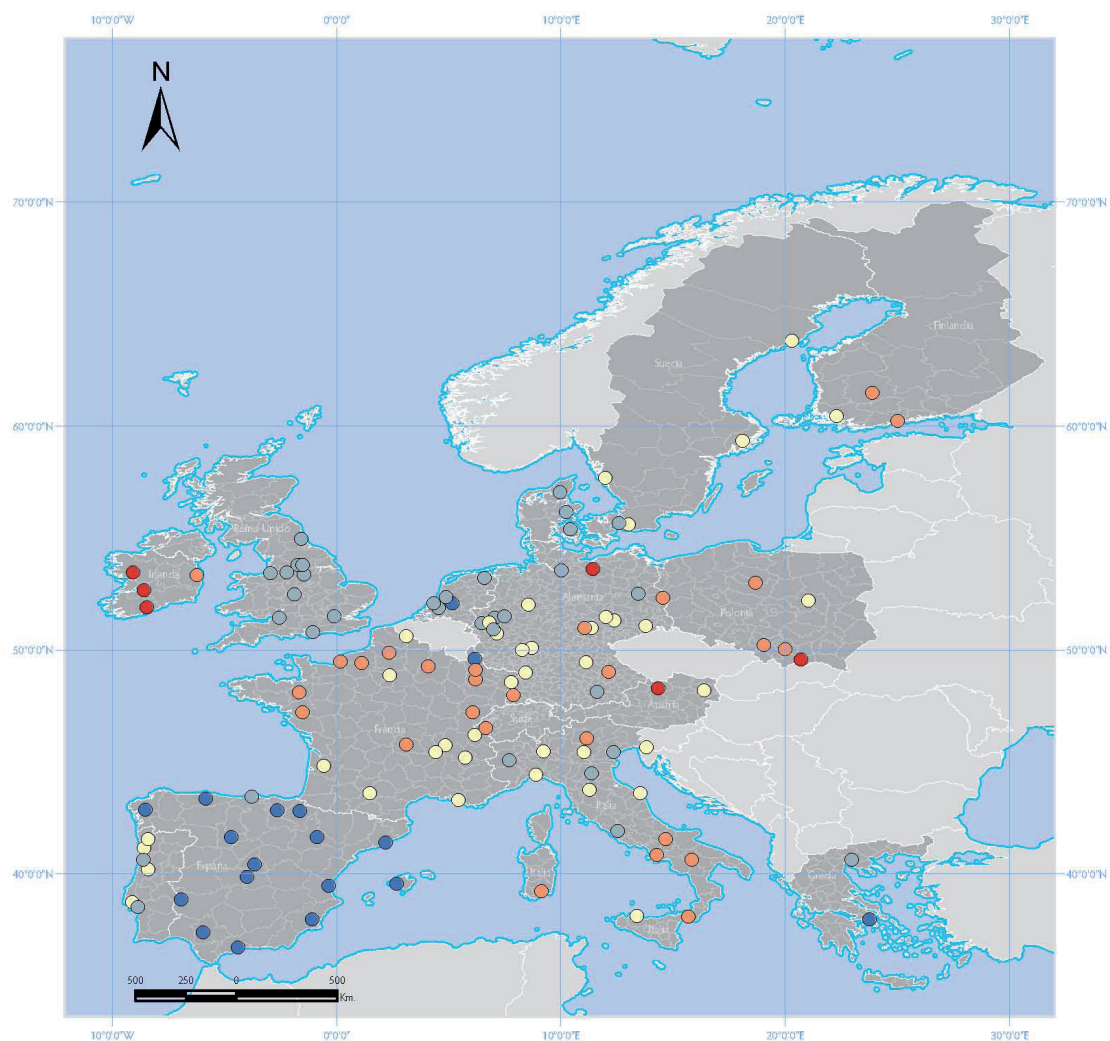 10°0'0"W 0°0'0" 10°0'0"E 20°0'0"E 30°0'0"E
N
70°0'0"N 70°0'0"N
Finlandia
Suecia
60°0'0"N 60°0'0"N
Reino Unido
Irlanda
Alemania
Polonia
50°0'0"N 50°0'0"N
Francia
Suiza
Austria
Italia
España
Italia
Grecia
40°0'0"N 40°0'0"N
Italia
500 250 0 500
Km.
10°0'0"W 0°0'0" 10°0'0"E 20°0'0"E 30°0'0"E